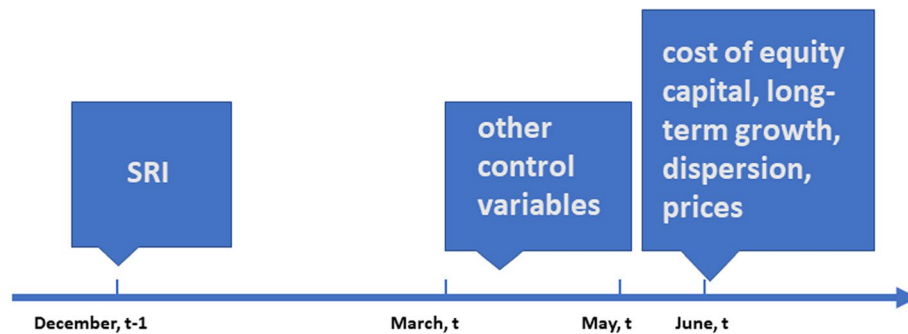 SRI
other
control
variables
cost of equity
capital, long-
term growth,
dispersion,
prices
December, t-1
March, t
May, t
June, t